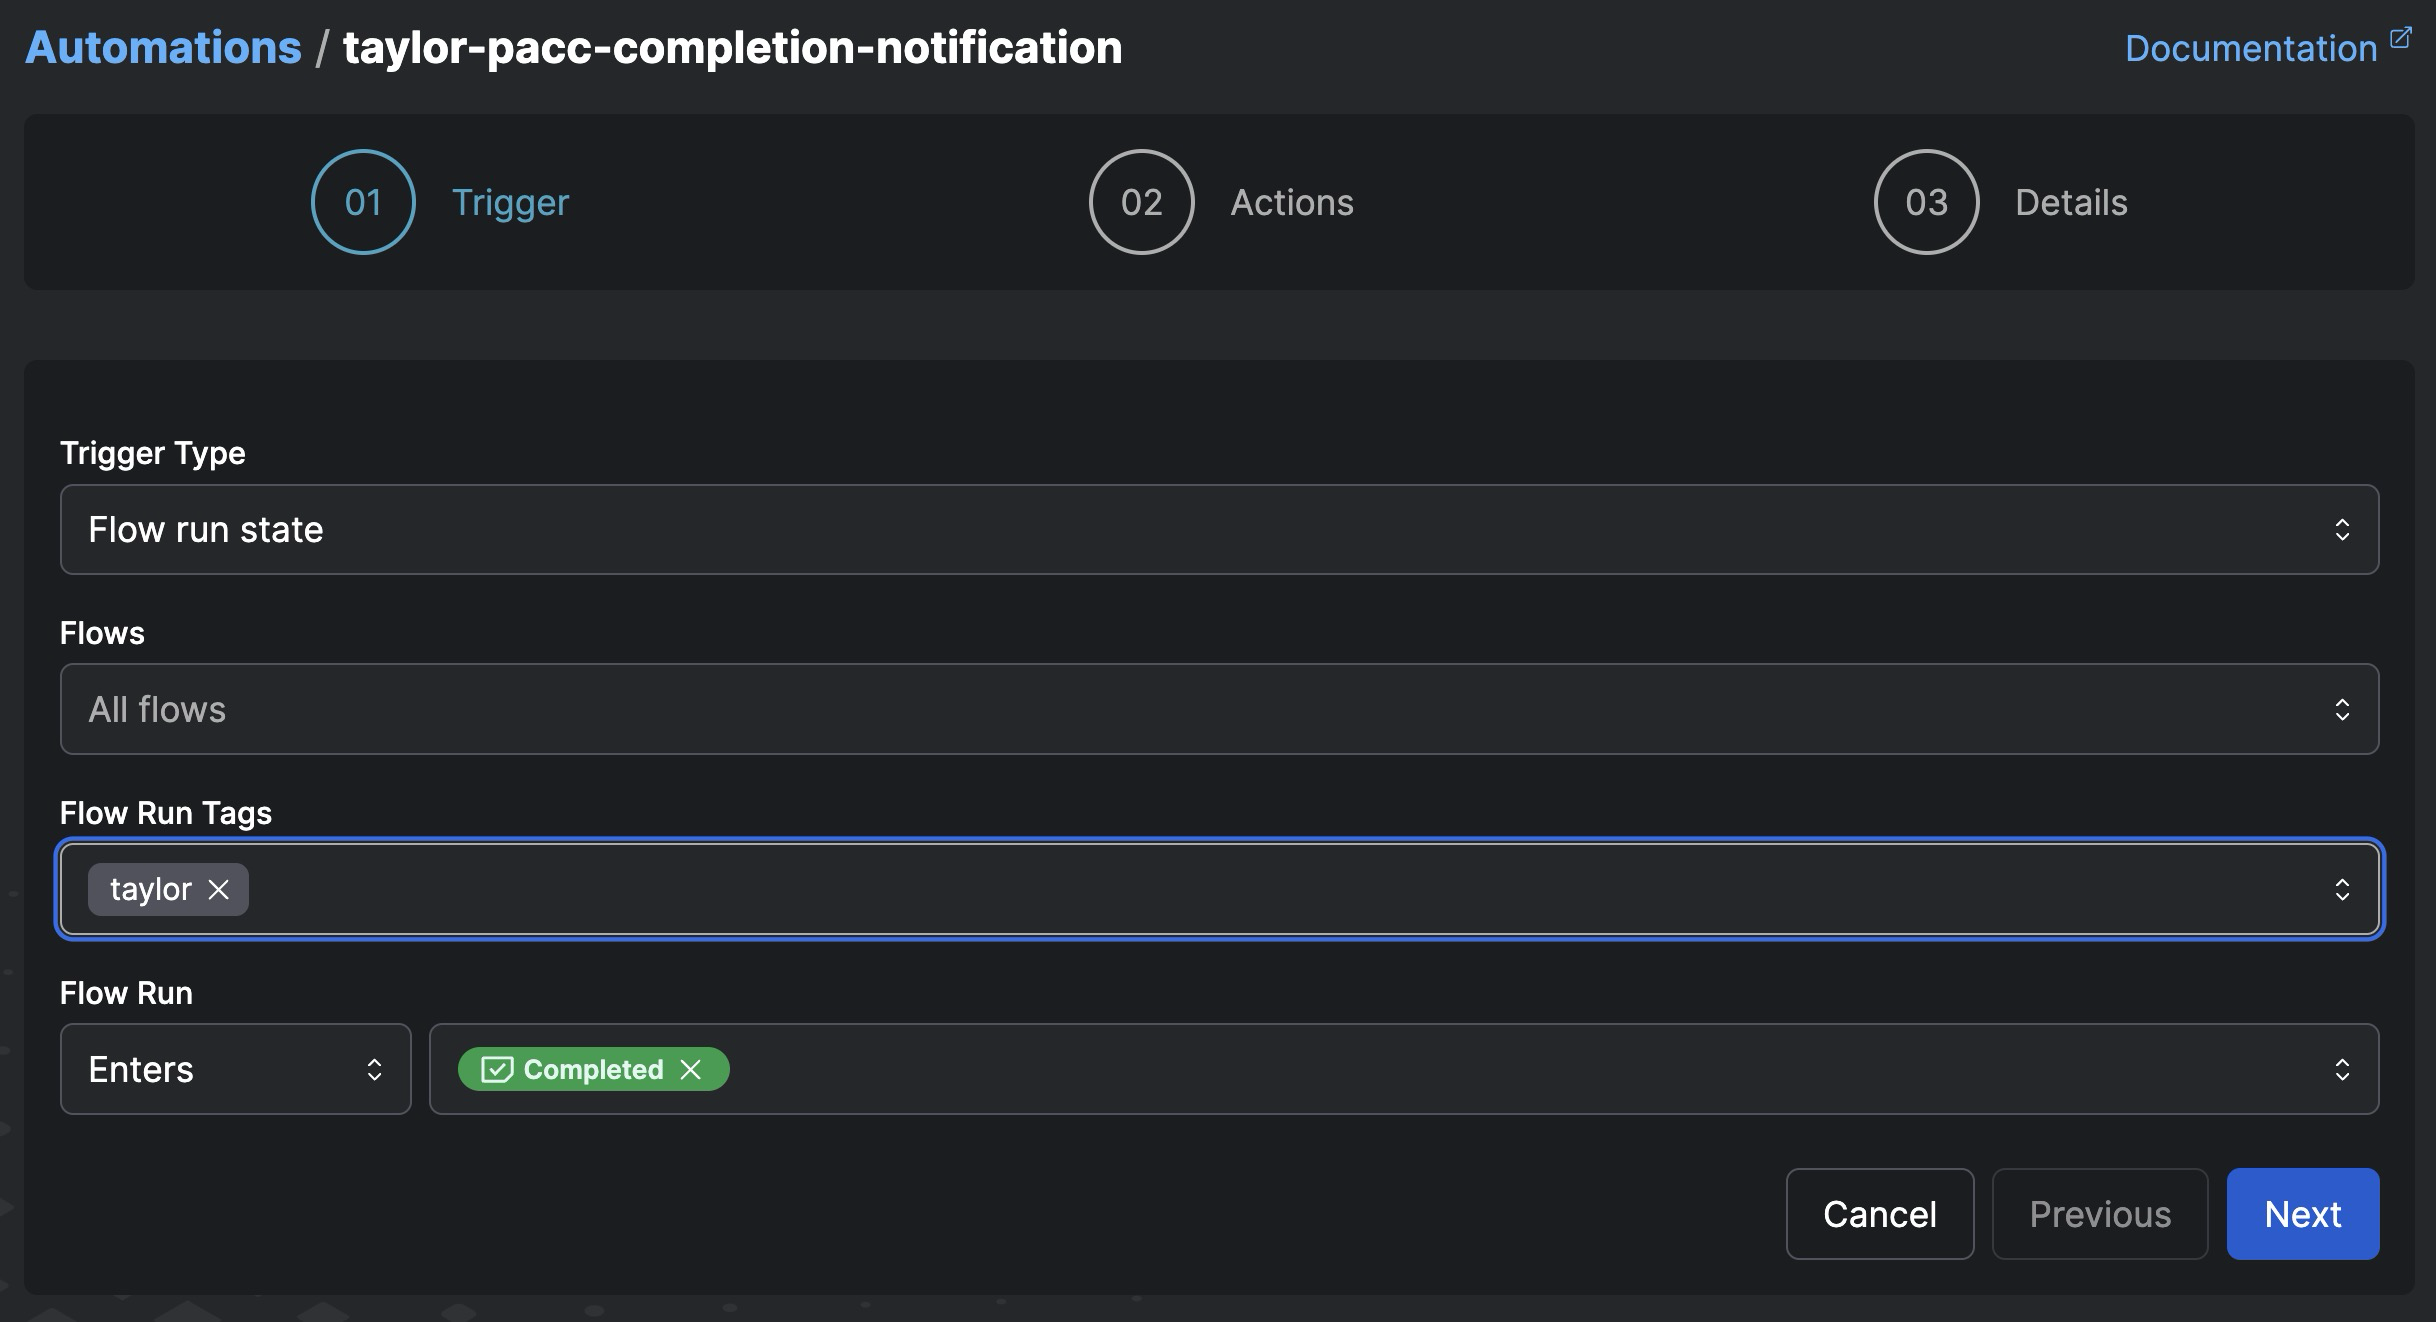 Automations / taylor-pacc-completion-notification
Documentation
01 Trigger
02 Actions
03 Details
Trigger Type
Flow run state
Flows
All flows
Flow Run Tags
taylor
Flow Run
Enters
Completed
Cancel
Previous
Next